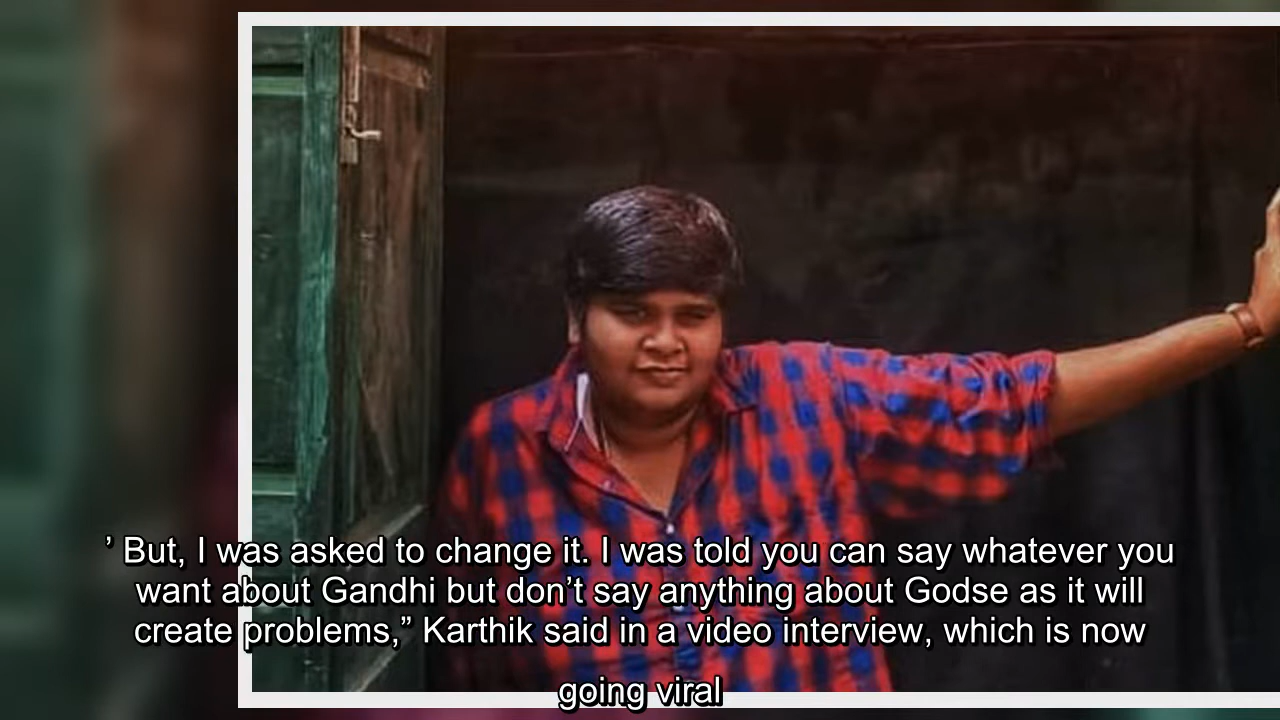 ’ But, I was asked to change it. I was told you can say whatever you
want about Gandhi but don’t say anything about Godse as it will
create problems,” Karthik said in a video interview, which is now
going viral